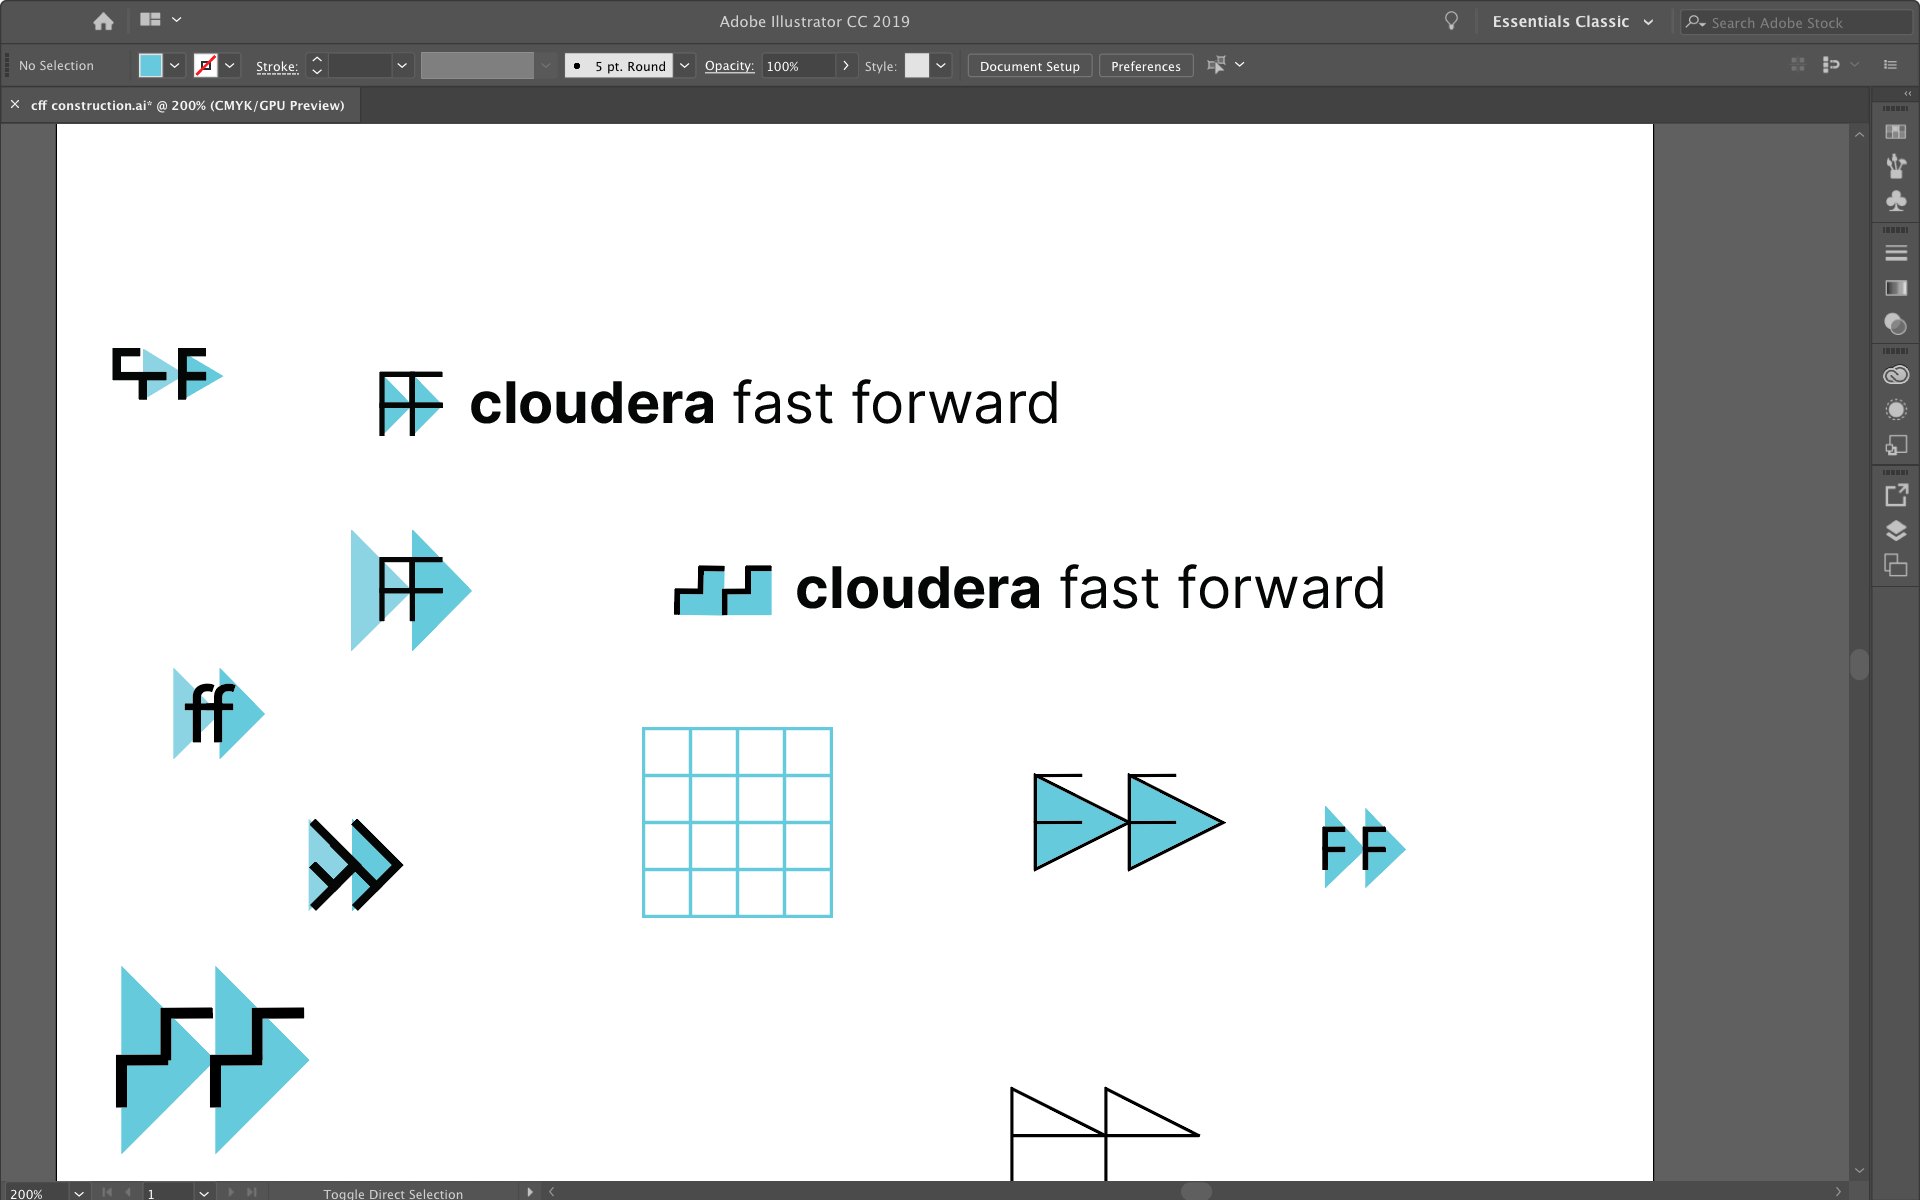 Adobe Illustrator CC 2019
Essentials Classic
Search Adobe Stock
No Selection
Stroke:
5 pt. Round
Opacity:
100%
Style:
Document Setup
Preferences
× cff construction.ai* @ 200% (CMYK/GPU Preview)
FF
cloudera fast forward
FF
cloudera fast forward
ff
FF
200%
1
Toggle Direct Selection